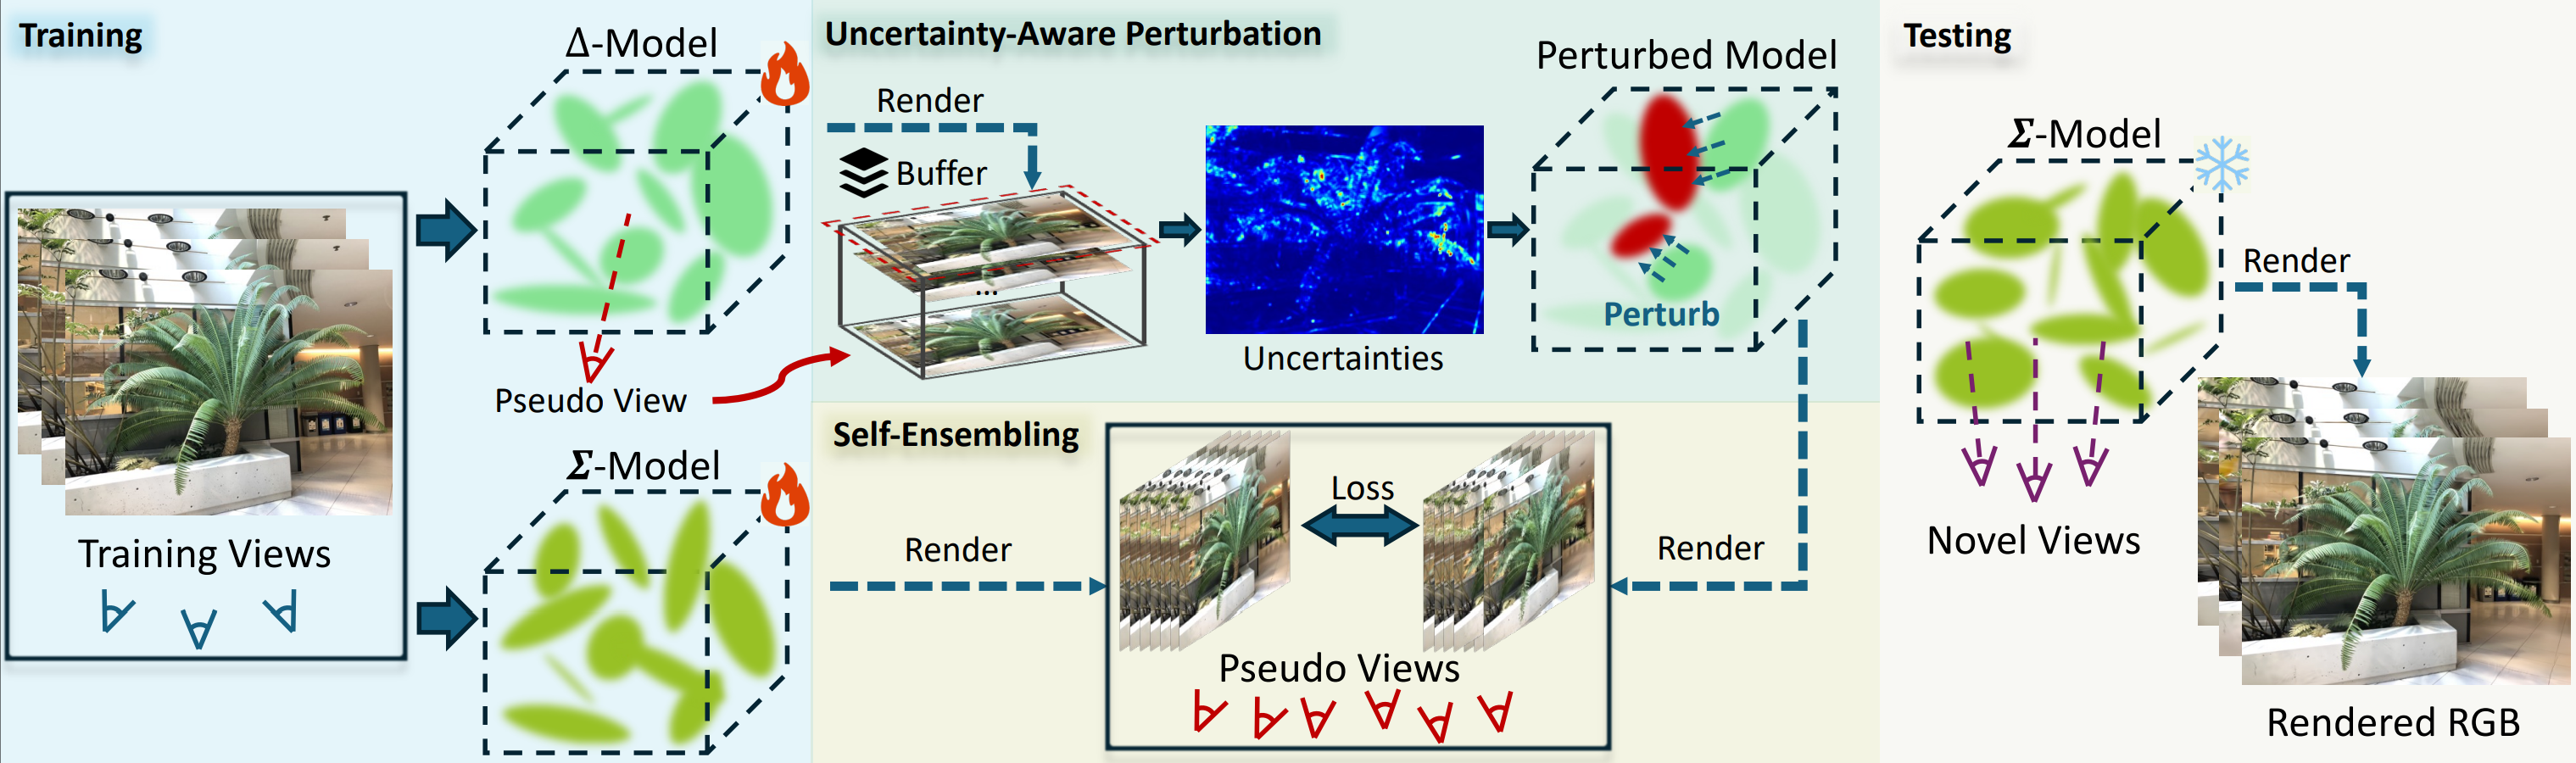 Training
Δ-Model
Pseudo View
Training Views
Σ-Model
Uncertainty-Aware Perturbation
Render
Buffer
...
Uncertainties
Perturbed Model
Perturb
Self-Ensembling
Render
Loss
Render
Pseudo Views
Testing
Σ-Model
Render
Novel Views
Rendered RGB